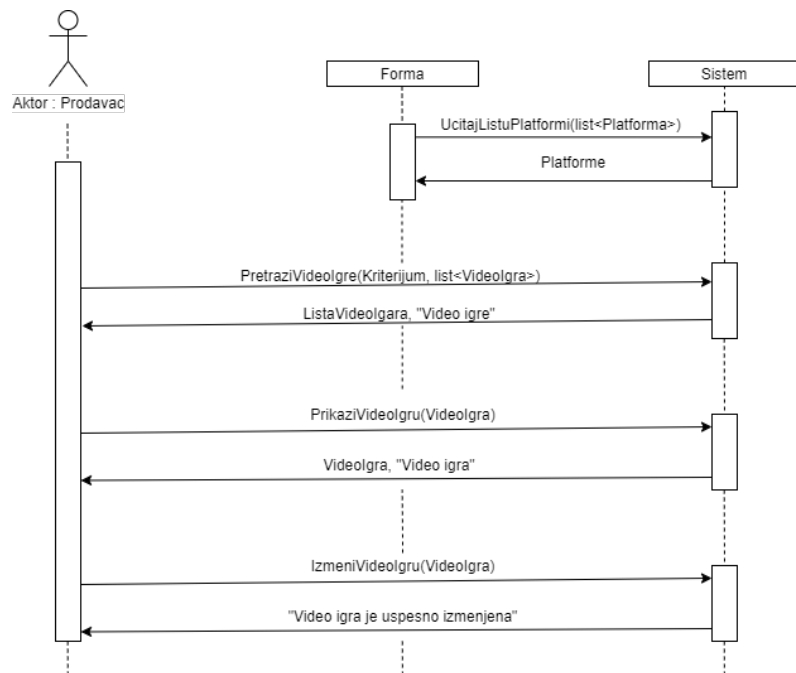 Forma
Sistem
Aktor : Prodavac
UcitajListuPlatformi(list<Platforma>)
Platforme
PretraziVideoIgre(Kriterijum, list<VideoIgra>)
ListaVideoIgara, "Video igre"
PrikaziVideoIgru(VideoIgra)
VideoIgra, "Video igra"
IzmeniVideoIgru(VideoIgra)
"Video igra je uspesno izmenjena"